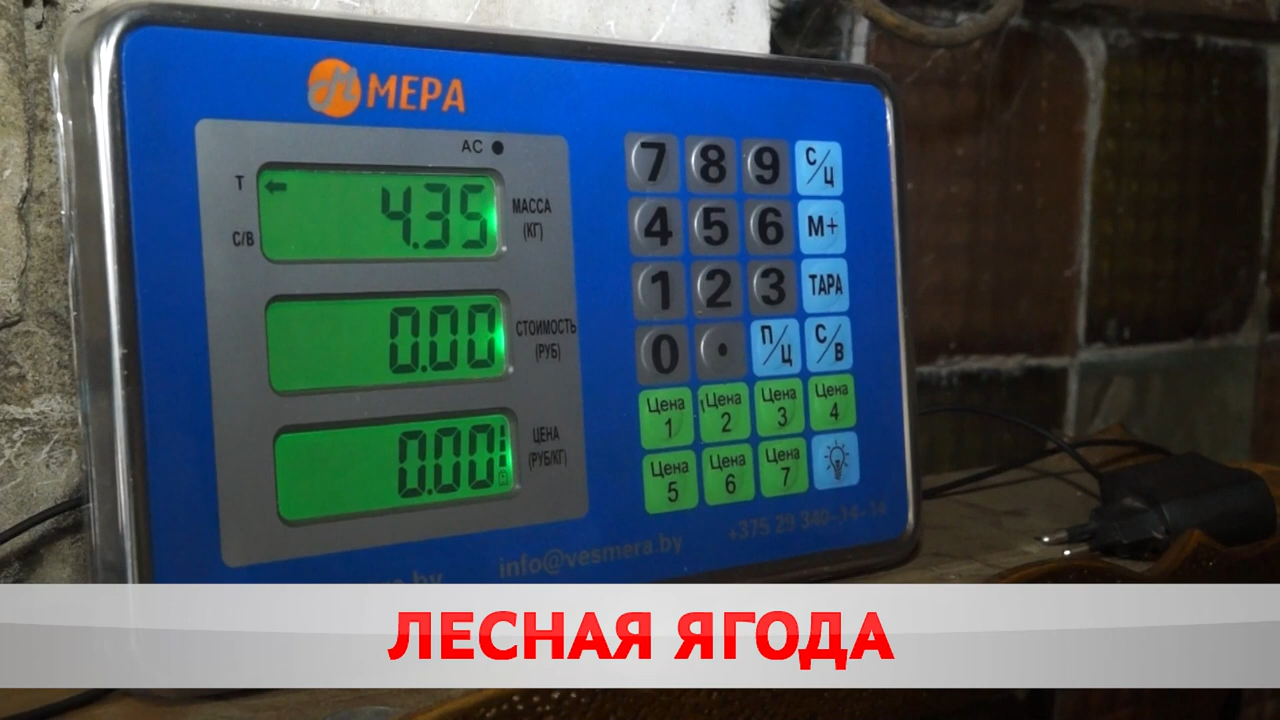 МЕРА
AC
Т
С/В
4.35
МАССА
(КГ)
0.00
СТОИМОСТЬ
(РУБ)
0.00
ЦЕНА
(РУБ/КГ)
7 8 9 С/Ц
4 5 6 М+
1 2 3 ТАРА
0 . П/Ц С/В
Цена 1 Цена 2 Цена 3 Цена 4
Цена 5 Цена 6 Цена 7
info@vesmera.by
+375 29 340-14-14
ЛЕСНАЯ ЯГОДА